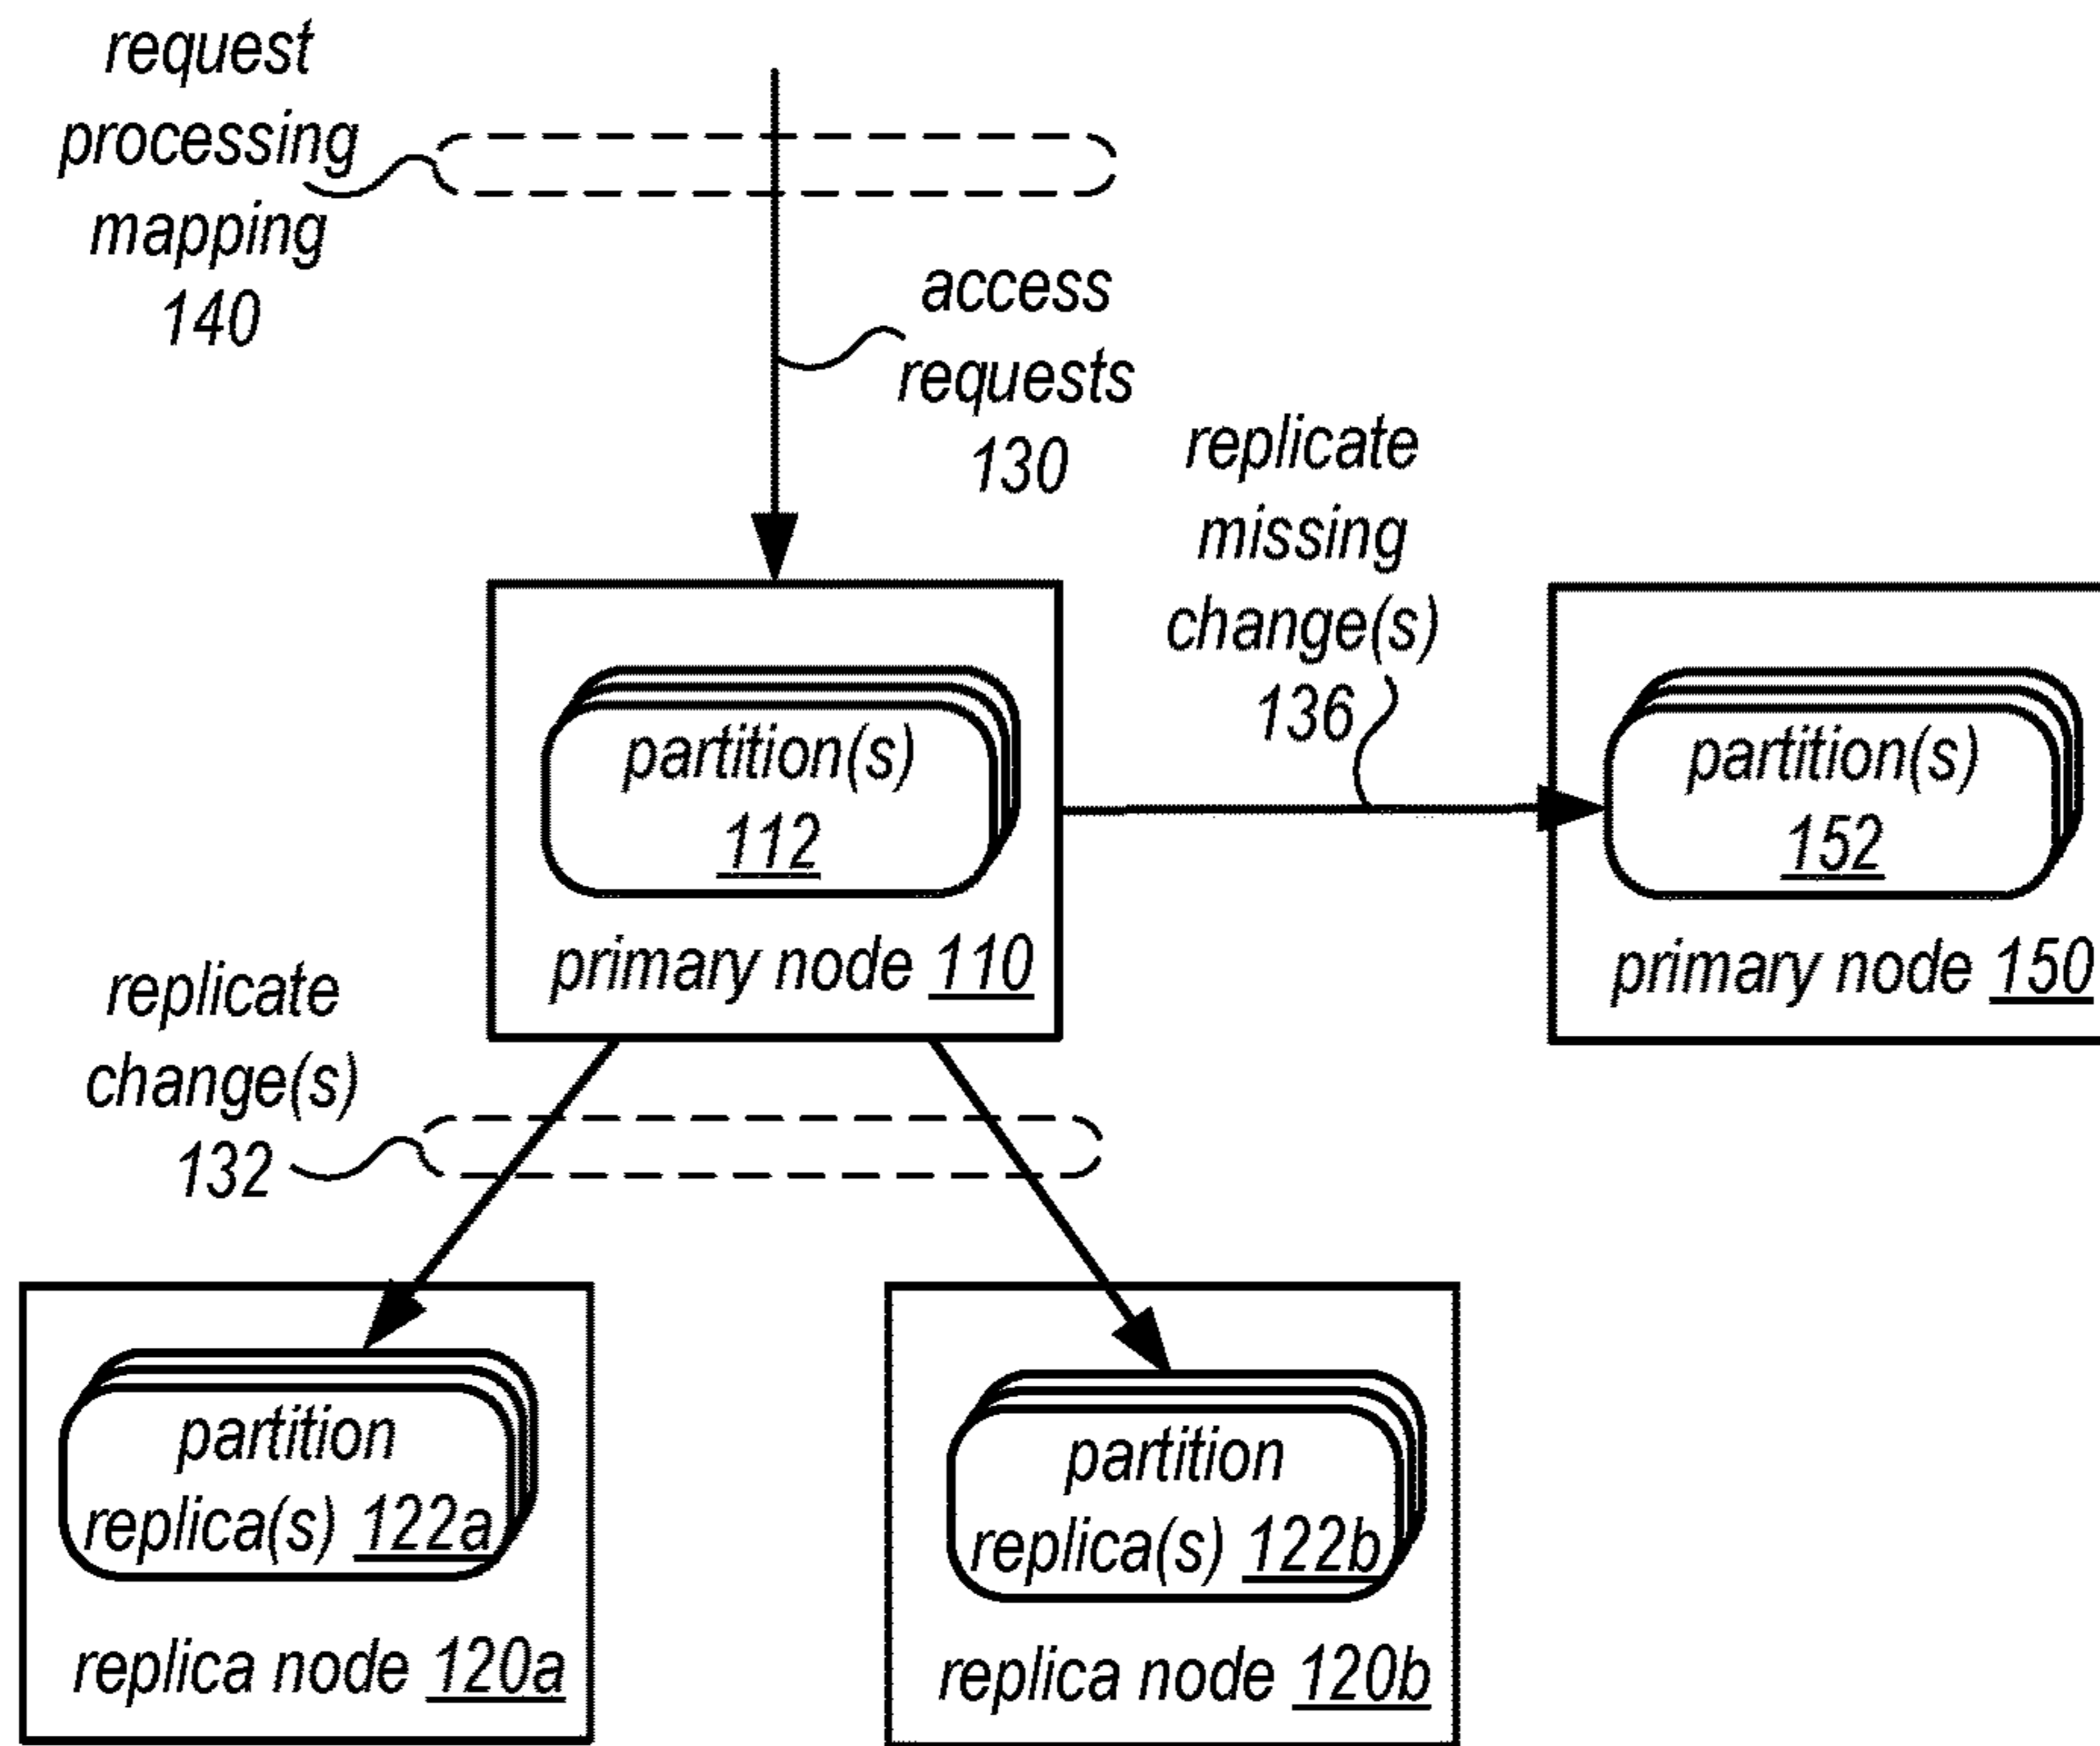 request
processing
mapping
140
access
requests
130
replicate
missing
change(s)
136
partition(s)
112
primary node 110
partition(s)
152
primary node 150
replicate
change(s)
132
partition
replica(s) 122a
replica node 120a
partition
replica(s) 122b
replica node 120b